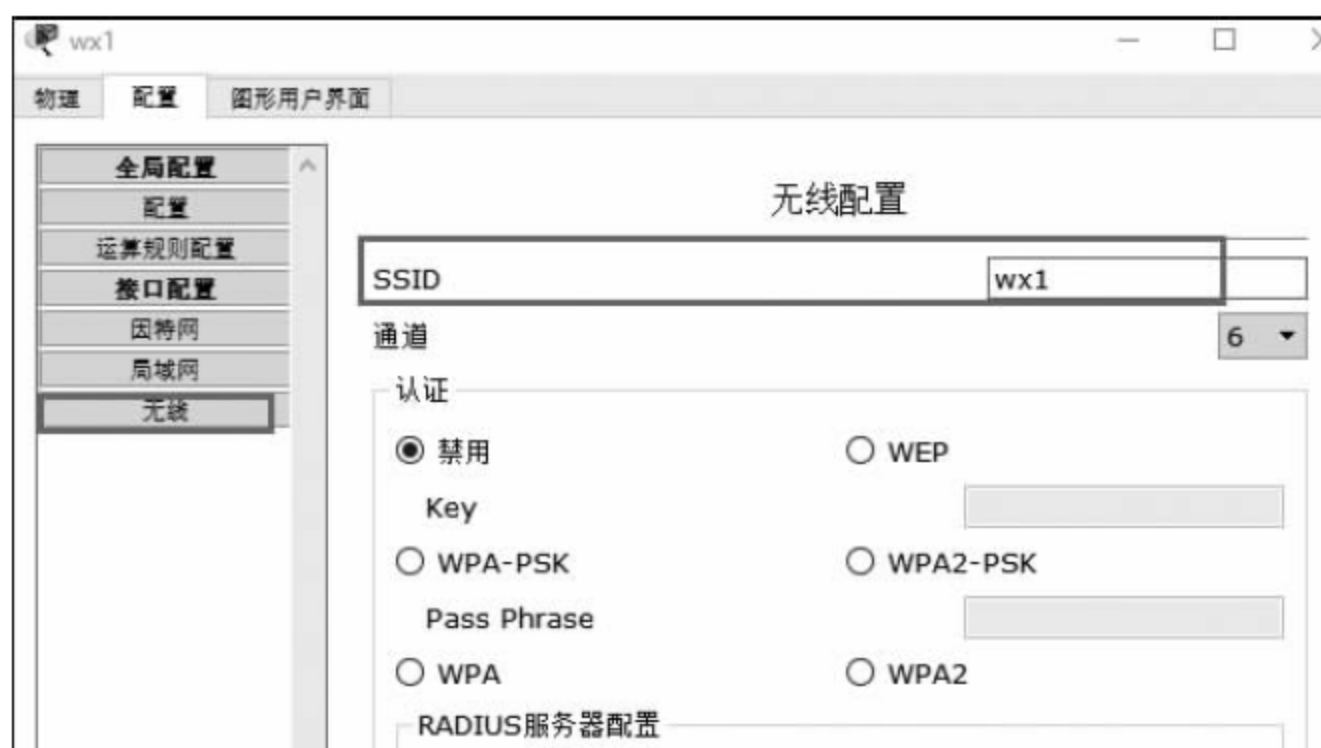 wx1
物理 配置 图形用户界面
全局配置
配置
运算规则配置
接口配置
因特网
局域网
无线
无线配置
SSID wx1
通道 6
认证
禁用 WEP
Key
WPA-PSK WPA2-PSK
Pass Phrase
WPA WPA2
RADIUS服务器配置